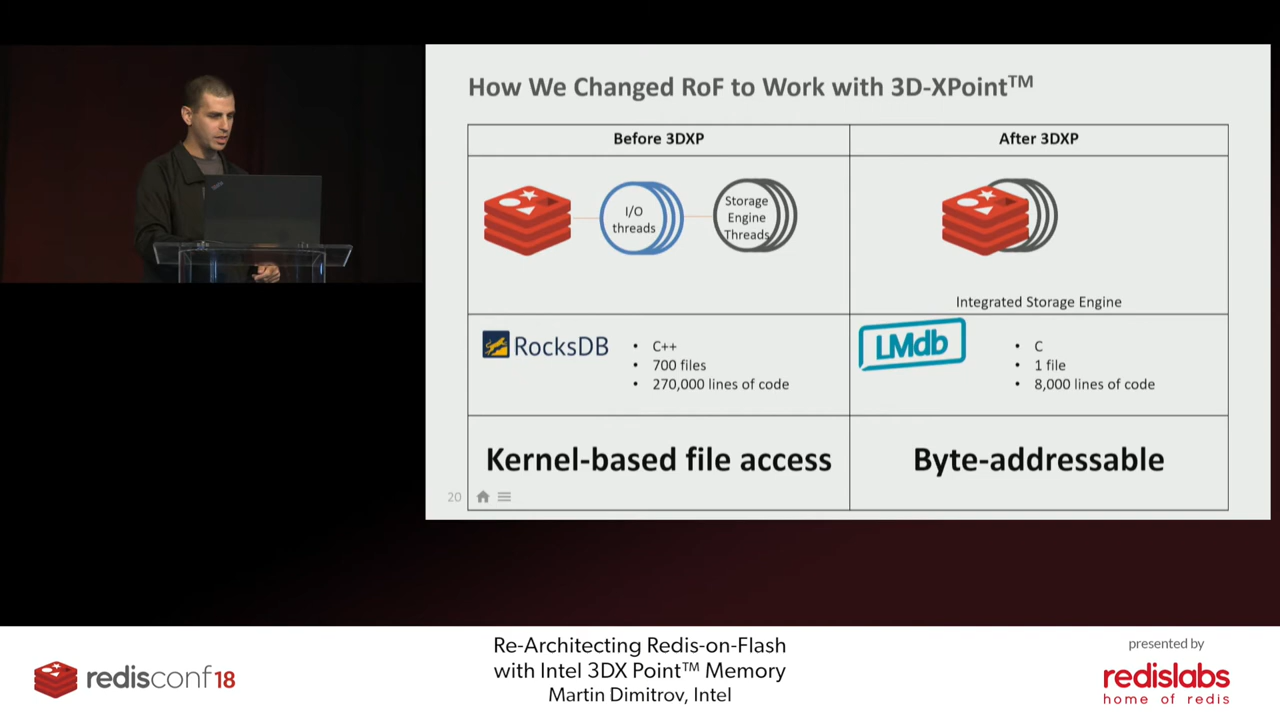 How We Changed RoF to Work with 3D-XPoint™
Before 3DXP
After 3DXP
I/O
threads
Storage
Engine
Threads
Integrated Storage Engine
RocksDB
• C++
• 700 files
• 270,000 lines of code
LMdb
• C
• 1 file
• 8,000 lines of code
Kernel-based file access
Byte-addressable
20
redisconf18
Re-Architecting Redis-on-Flash
with Intel 3DX Point™ Memory
Martin Dimitrov, Intel
presented by
redislabs
home of redis